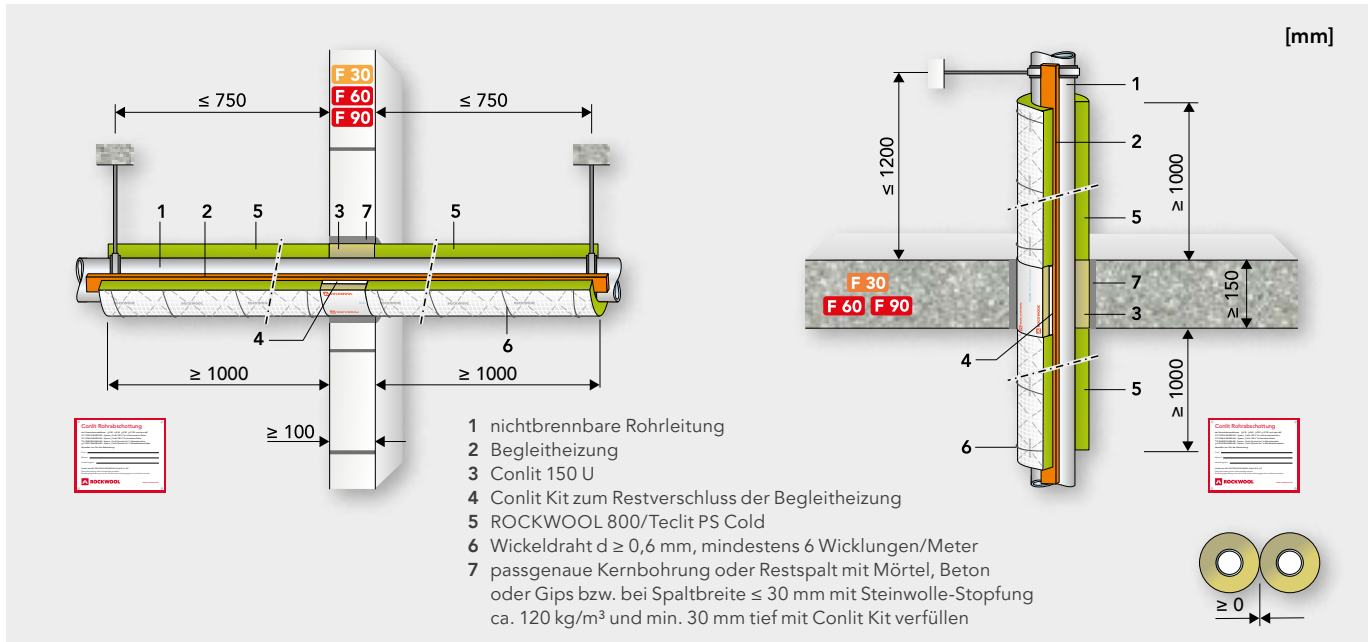 [mm]
F 30
F 60
F 90
≤ 750
≤ 750
1
2
5
3
7
5
4
6
≥ 1000
≥ 1000
≥ 100
Conlit Rohrabschottung
ROCKWOOL
1 nichtbrennbare Rohrleitung
2 Begleitheizung
3 Conlit 150 U
4 Conlit Kit zum Restverschluss der Begleitheizung
5 ROCKWOOL 800/Teclit PS Cold
6 Wickeldraht d ≥ 0,6 mm, mindestens 6 Wicklungen/Meter
7 passgenaue Kernbohrung oder Restspalt mit Mörtel, Beton
oder Gips bzw. bei Spaltbreite ≤ 30 mm mit Steinwolle-Stopfung
ca. 120 kg/m³ und min. 30 mm tief mit Conlit Kit verfüllen
≤ 1200
1
2
≥ 1000
5
F 30
F 60 F 90
7
≥ 150
3
4
5
≥ 1000
6
Conlit Rohrabschottung
ROCKWOOL
≥ 0